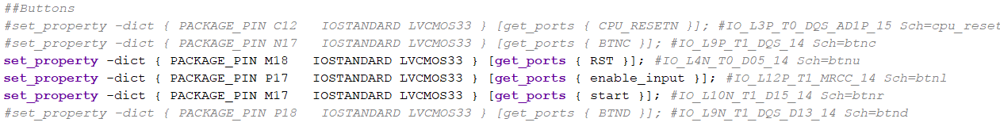 ##Buttons
#set_property -dict { PACKAGE_PIN C12   IOSTANDARD LVCMOS33 } [get_ports { CPU_RESETN }]; #IO_L3P_T0_DQS_AD1P_15 Sch=cpu_reset
#set_property -dict { PACKAGE_PIN N17   IOSTANDARD LVCMOS33 } [get_ports { BTNC }]; #IO_L9P_T1_DQS_14 Sch=btnc
set_property -dict { PACKAGE_PIN M18   IOSTANDARD LVCMOS33 } [get_ports { RST }]; #IO_L4N_T0_D05_14 Sch=btnu
set_property -dict { PACKAGE_PIN P17   IOSTANDARD LVCMOS33 } [get_ports { enable_input }]; #IO_L12P_T1_MRCC_14 Sch=btnl
set_property -dict { PACKAGE_PIN M17   IOSTANDARD LVCMOS33 } [get_ports { start }]; #IO_L10N_T1_D15_14 Sch=btnr
#set_property -dict { PACKAGE_PIN P18   IOSTANDARD LVCMOS33 } [get_ports { BTND }]; #IO_L9N_T1_DQS_D13_14 Sch=btnd